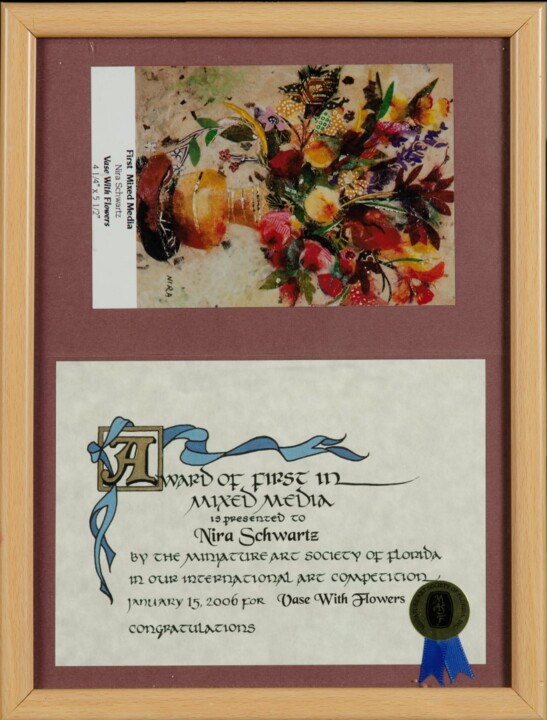 First Mixed Media
Nira Schwartz
Vase With Flowers
4 1/4" x 5 1/2"
NIRA
AWARD OF FIRST IN
MIXED MEDIA
IS PRESENTED TO
Nira Schwartz
BY THE MINIATURE ART SOCIETY OF FLORIDA
IN OUR INTERNATIONAL ART COMPETITION,
JANUARY 15, 2006 FOR Vase With Flowers
CONGRATULATIONS